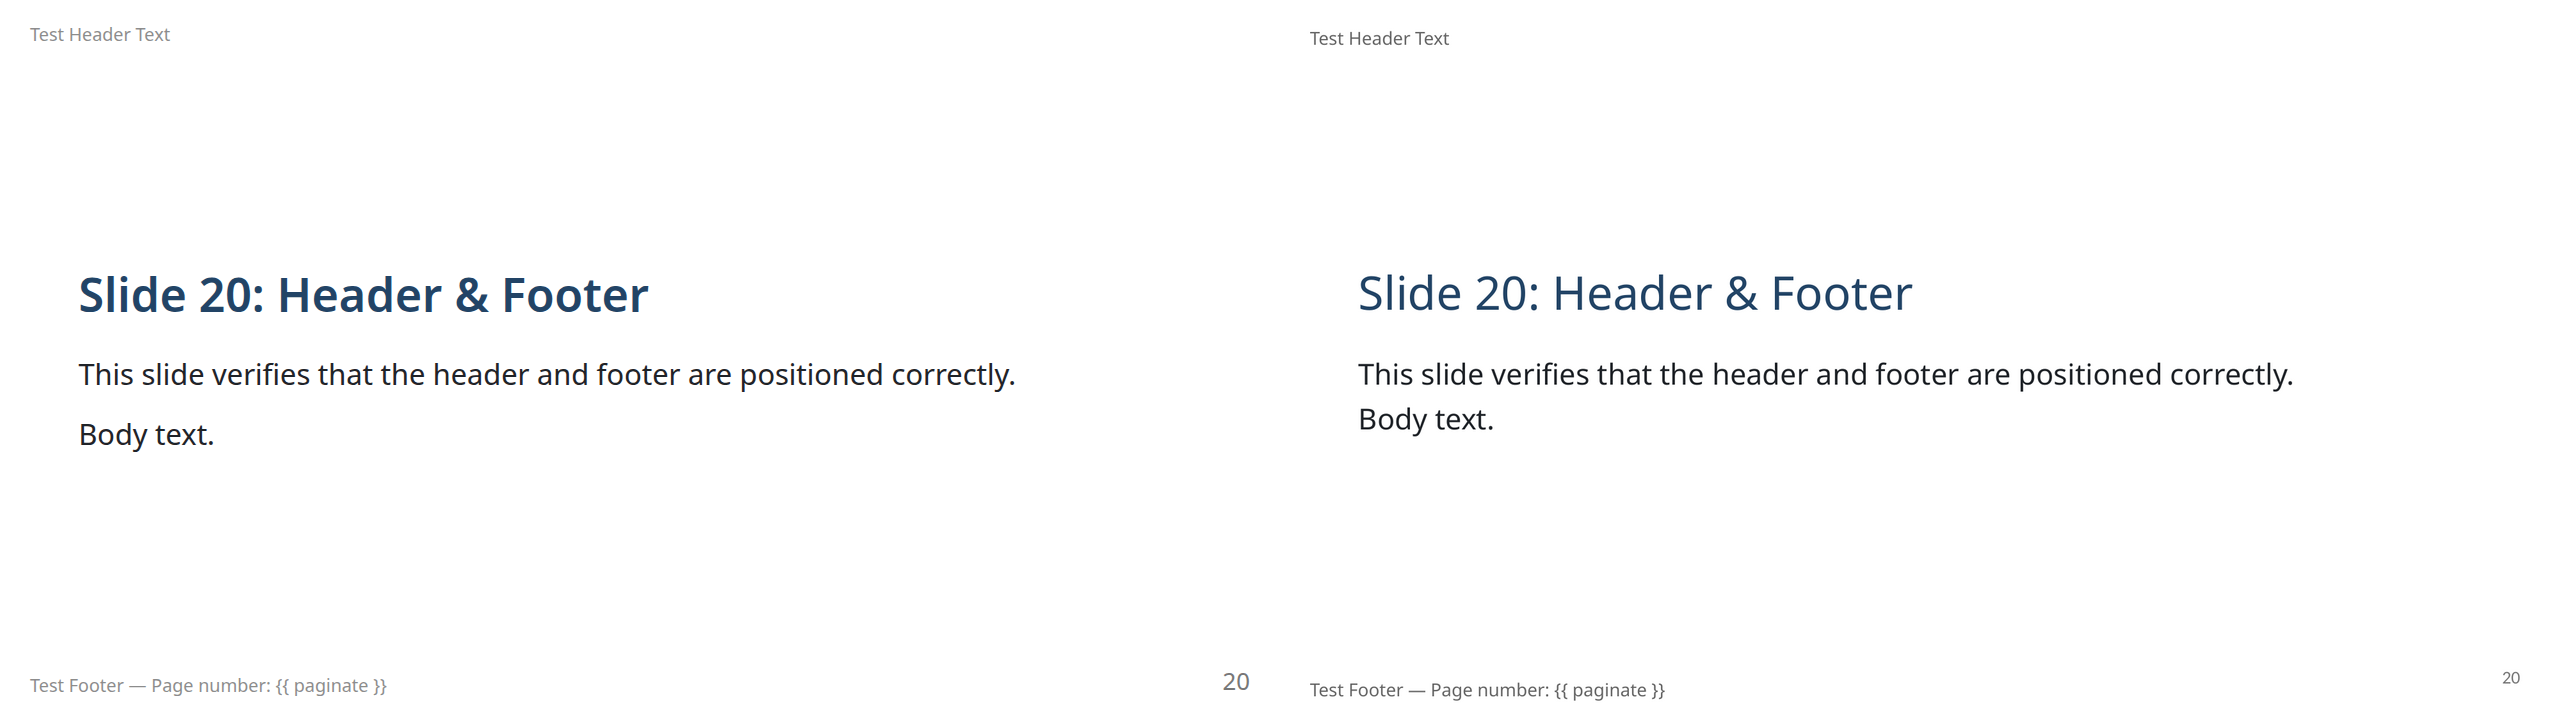 Test Header Text
Slide 20: Header & Footer
This slide verifies that the header and footer are positioned correctly.
Body text.
Test Footer — Page number: {{ paginate }}
20
Test Header Text
Slide 20: Header & Footer
This slide verifies that the header and footer are positioned correctly.
Body text.
Test Footer — Page number: {{ paginate }}
20